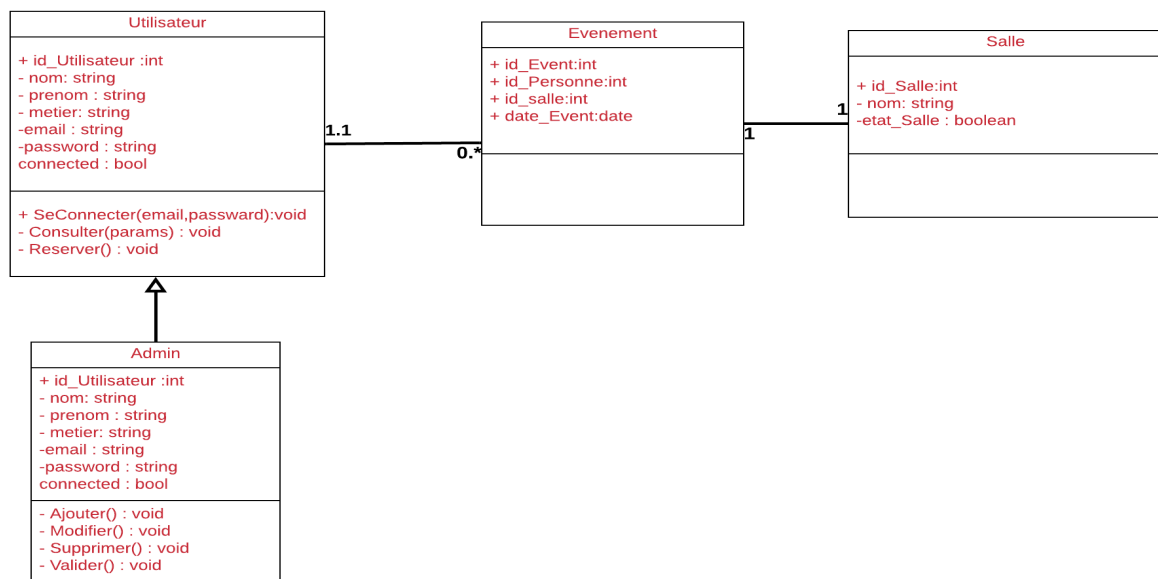 Utilisateur
+ id_Utilisateur :int
- nom: string
- prenom : string
- metier: string
-email : string
-password : string
connected : bool
+ SeConnecter(email,passward):void
- Consulter(params) : void
- Reserver() : void
1.1
0.*
Evenement
+ id_Event:int
+ id_Personne:int
+ id_salle:int
+ date_Event:date
1
1
Salle
+ id_Salle:int
- nom: string
-etat_Salle : boolean
Admin
+ id_Utilisateur :int
- nom: string
- prenom : string
- metier: string
-email : string
-password : string
connected : bool
- Ajouter() : void
- Modifier() : void
- Supprimer() : void
- Valider() : void